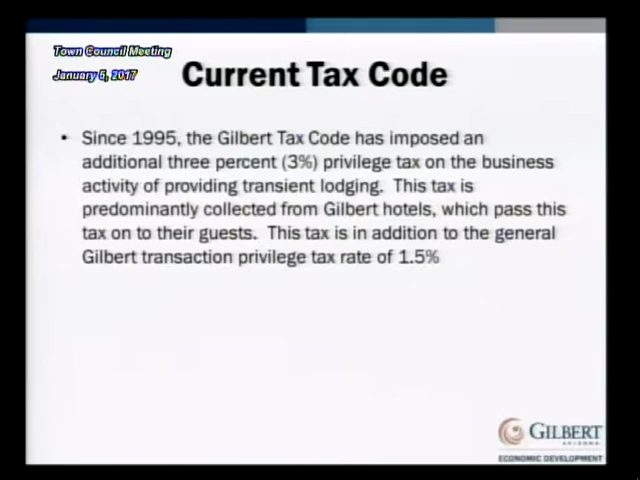 Town Council Meeting
January 5, 2017
Current Tax Code
• Since 1995, the Gilbert Tax Code has imposed an
additional three percent (3%) privilege tax on the business
activity of providing transient lodging. This tax is
predominantly collected from Gilbert hotels, which pass this
tax on to their guests. This tax is in addition to the general
Gilbert transaction privilege tax rate of 1.5%
GILBERT
ARIZONA
ECONOMIC DEVELOPMENT